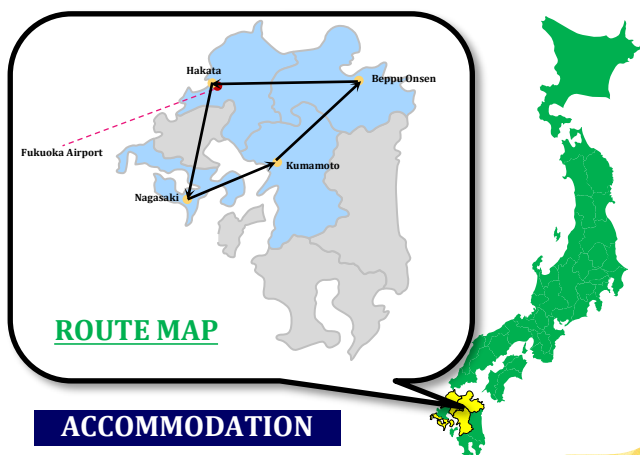 Hakata
Beppu Onsen
Fukuoka Airport
Kumamoto
Nagasaki
ROUTE MAP
ACCOMMODATION